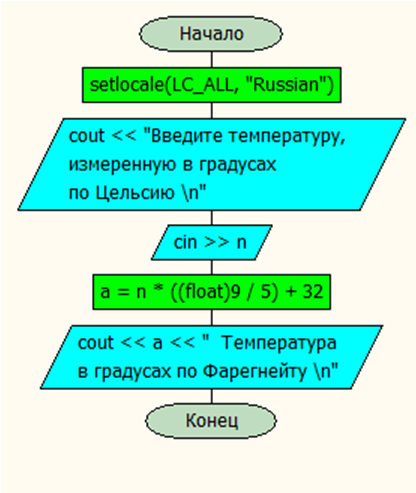 Начало
setlocale(LC_ALL, "Russian")
cout << "Введите температуру,
измеренную в градусах
по Цельсию \n"
cin >> n
a = n * ((float)9 / 5) + 32
cout << a << "  Температура
в градусах по Фарегнейту \n"
Конец